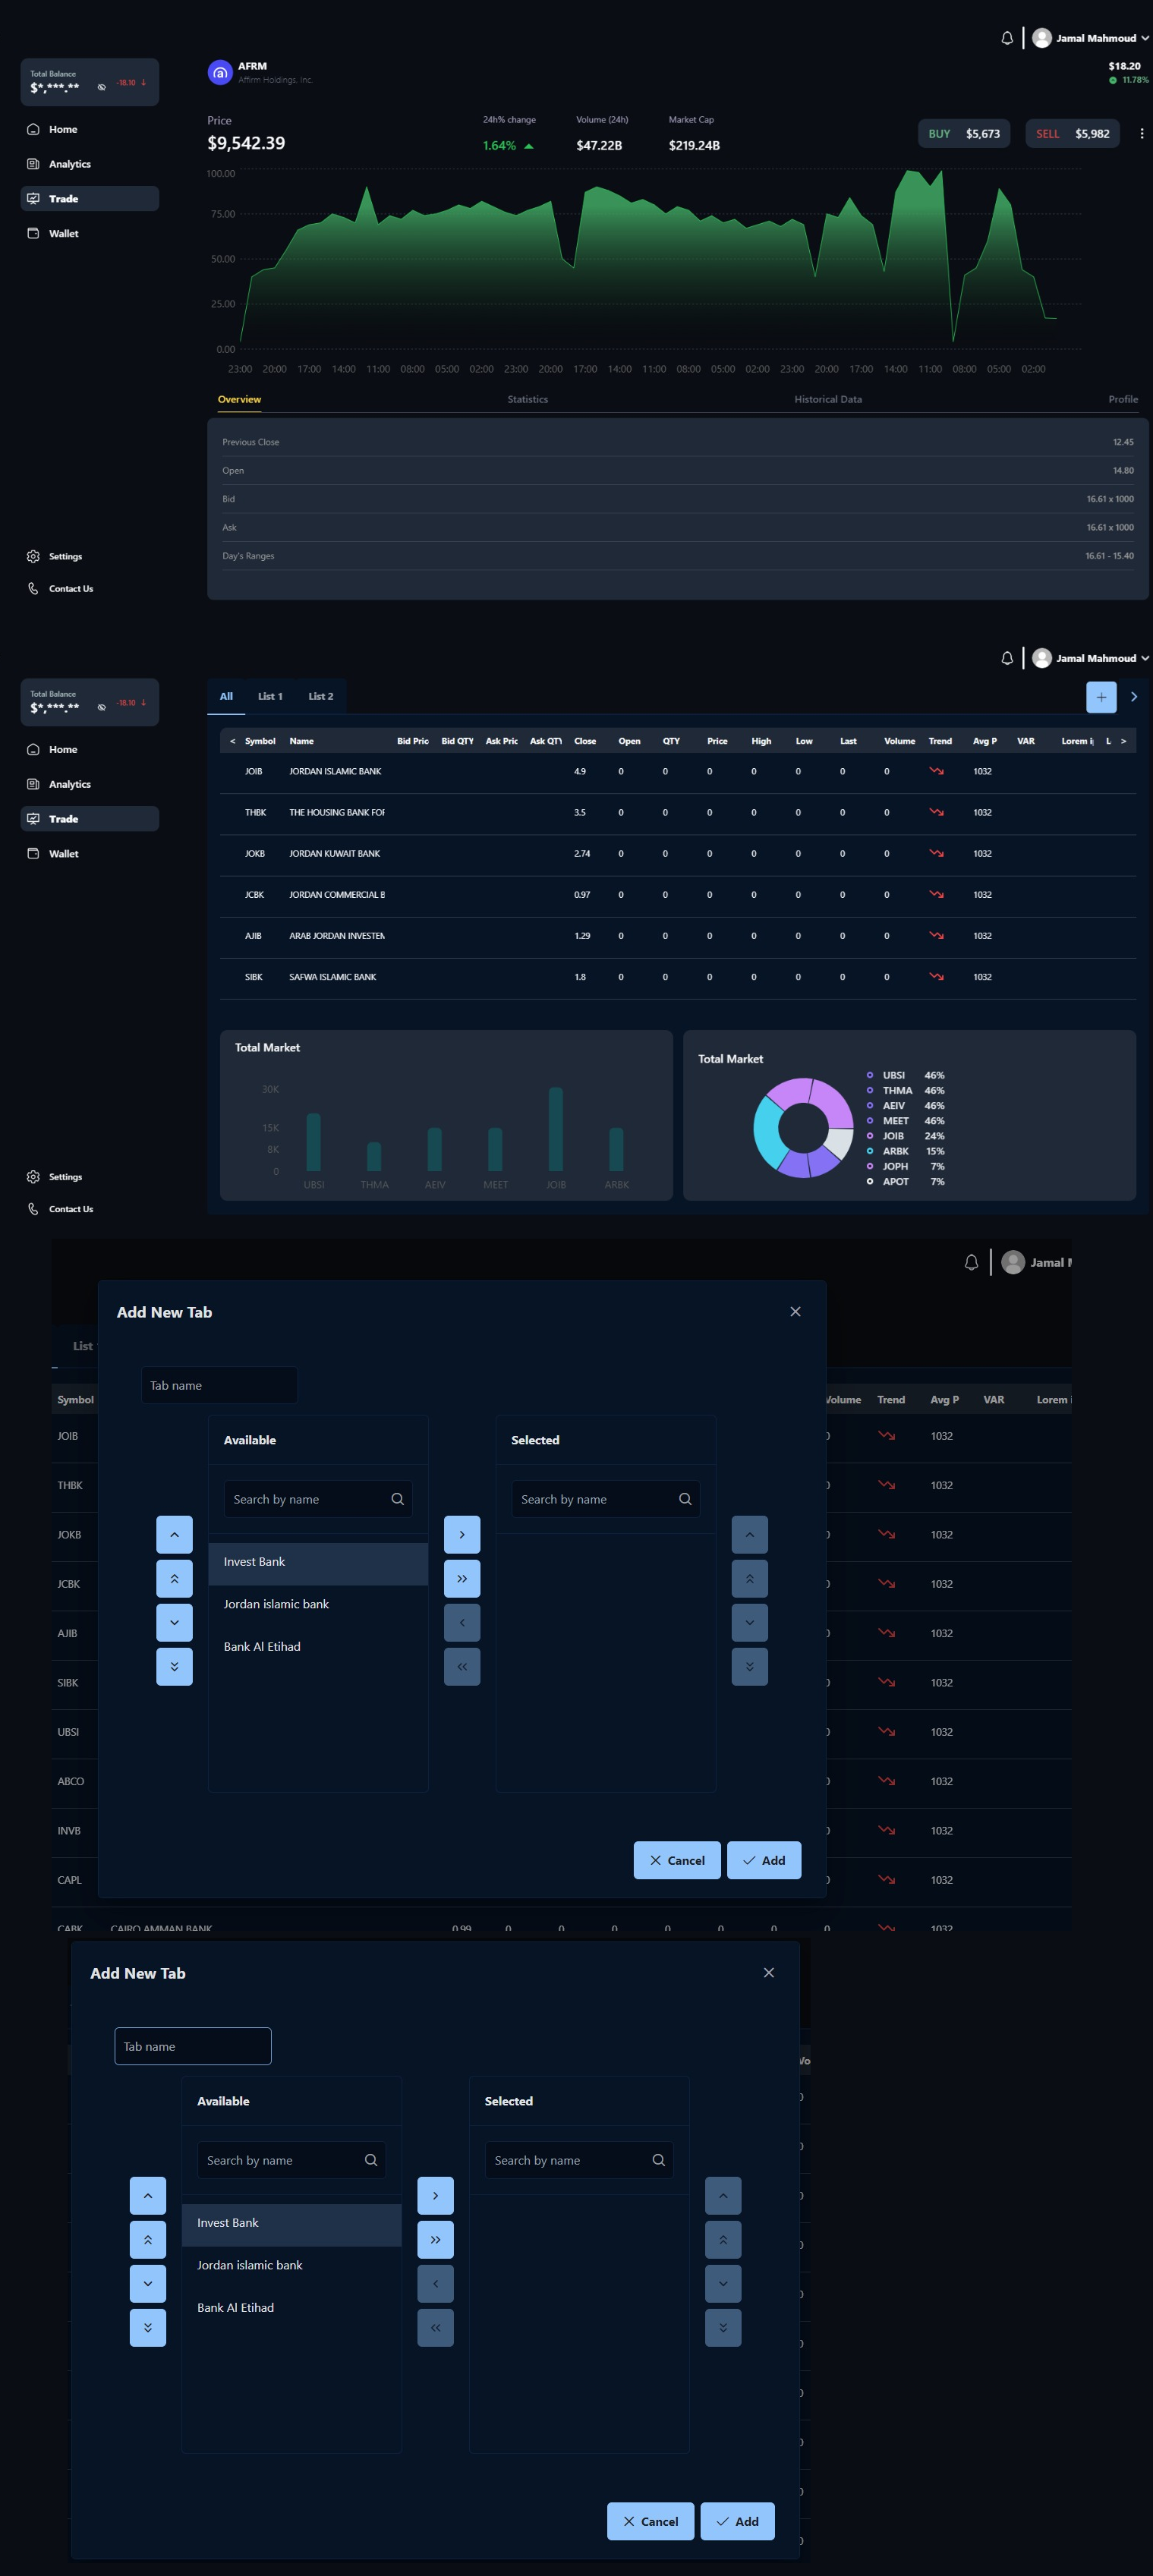 Jamal Mahmoud
Total Balance
$*,***.** -18.10
AFRM
Affirm Holdings, Inc.
$18.20
11.78%
Home
Analytics
Trade
Wallet
Price
$9,542.39
24h% change
1.64%
Volume (24h)
$47.22B
Market Cap
$219.24B
BUY $5,673
SELL $5,982
100.00
75.00
50.00
25.00
0.00
23:00 20:00 17:00 14:00 11:00 08:00 05:00 02:00 23:00 20:00 17:00 14:00 11:00 08:00 05:00 02:00 23:00 20:00 17:00 14:00 11:00 08:00 05:00 02:00
Overview Statistics Historical Data Profile
Previous Close 12.45
Open 14.80
Bid 16.61 x 1000
Ask 16.61 x 1000
Day's Ranges 16.61 - 15.40
Settings
Contact Us
Jamal Mahmoud
Total Balance
$*,***.** -18.10
Home
Analytics
Trade
Wallet
All List 1 List 2 +
< Symbol Name Bid Pric Bid QTY Ask Pric Ask QTY Close Open QTY Price High Low Last Volume Trend Avg P VAR Lorem i L >
JOIB JORDAN ISLAMIC BANK 4.9 0 0 0 0 0 0 0 1032
THBK THE HOUSING BANK FOR 3.5 0 0 0 0 0 0 0 1032
JOKB JORDAN KUWAIT BANK 2.74 0 0 0 0 0 0 0 1032
JCBK JORDAN COMMERCIAL B 0.97 0 0 0 0 0 0 0 1032
AJIB ARAB JORDAN INVESTEM 1.29 0 0 0 0 0 0 0 1032
SIBK SAFWA ISLAMIC BANK 1.8 0 0 0 0 0 0 0 1032
Total Market
30K
15K
8K
0
UBSI THMA AEIV MEET JOIB ARBK
Total Market
UBSI 46%
THMA 46%
AEIV 46%
MEET 46%
JOIB 24%
ARBK 15%
JOPH 7%
APOT 7%
Settings
Contact Us
Jamal M
List
Symbol
JOIB
THBK
JOKB
JCBK
AJIB
SIBK
UBSI
ABCO
INVB
CAPL
Add New Tab
Tab name
Available
Search by name
Invest Bank
Jordan islamic bank
Bank Al Etihad
Selected
Search by name
Cancel Add
Volume Trend Avg P VAR Lorem i
0 1032
0 1032
0 1032
0 1032
0 1032
0 1032
0 1032
0 1032
0 1032
0 1032
CABK CAIRO AMMAN BANK 0.99 0 0 0 0 0 0 0 1032
Add New Tab
Tab name
Available
Search by name
Invest Bank
Jordan islamic bank
Bank Al Etihad
Selected
Search by name
Cancel Add
Vo